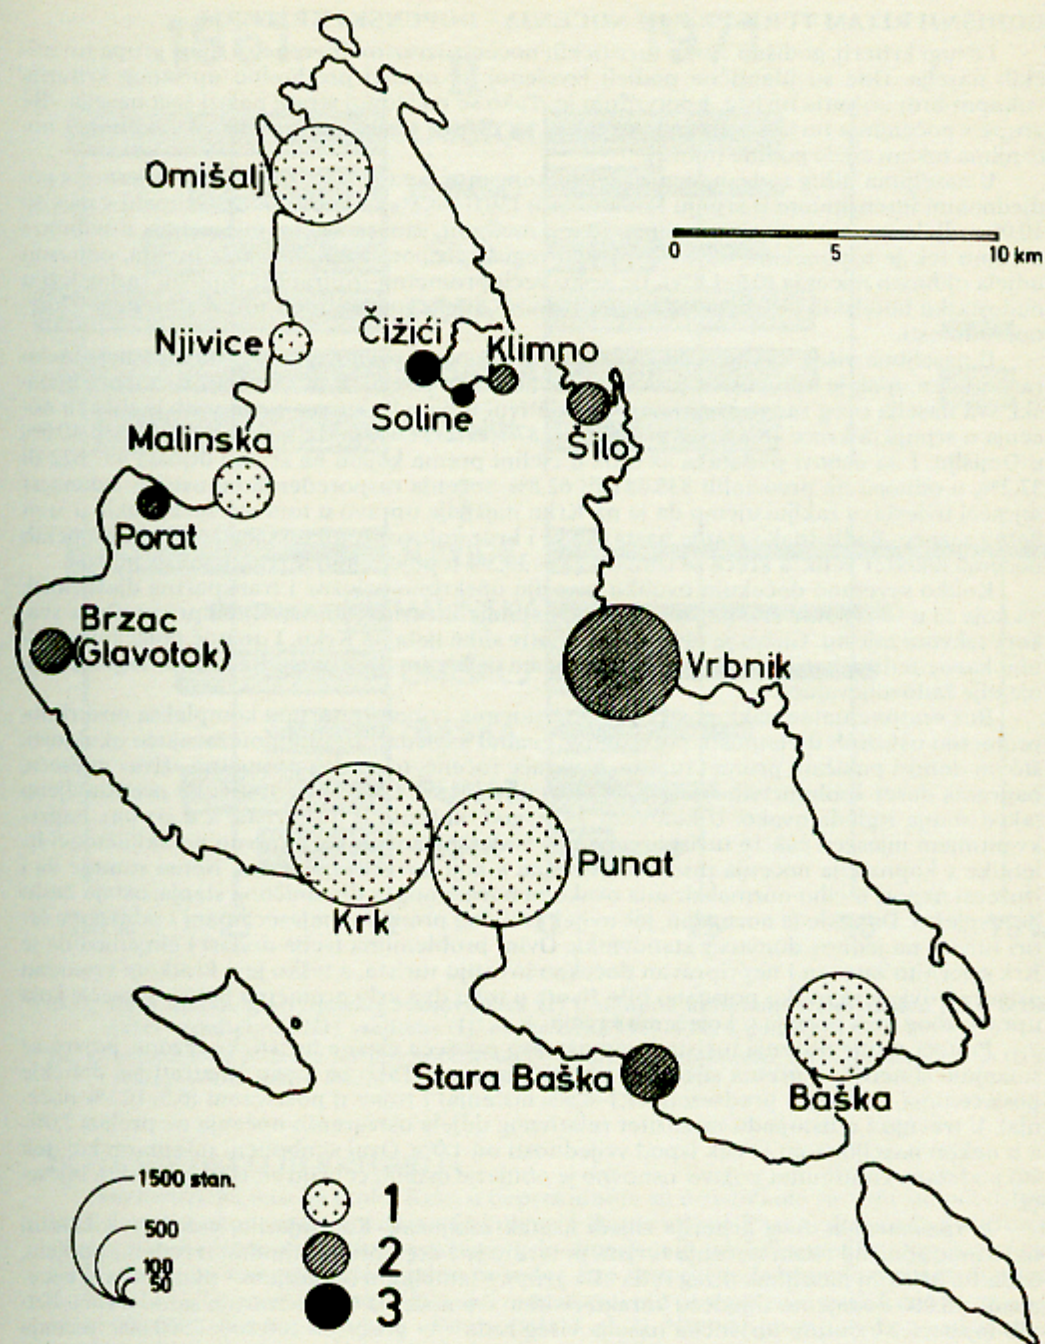 Omišalj
0 5 10 km
Njivice
Čižići
Klimno
Soline
Šilo
Malinska
Porat
Brzac
(Glavotok)
Vrbnik
Krk
Punat
Stara Baška
Baška
1500 stan.
500
100
50
1
2
3